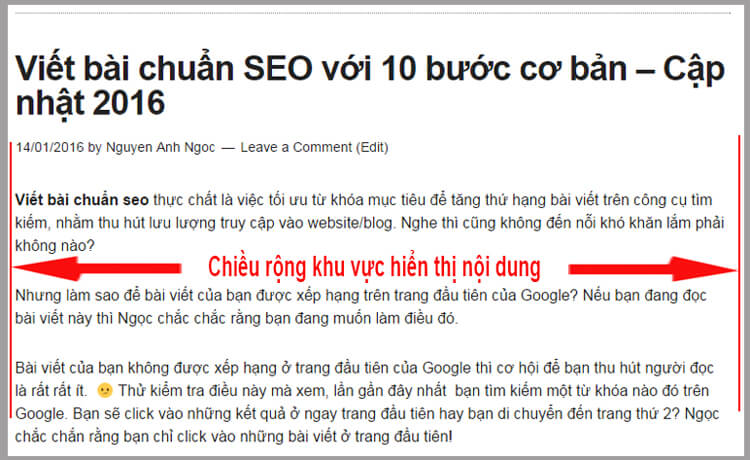 Viết bài chuẩn SEO với 10 bước cơ bản – Cập
nhật 2016
14/01/2016 by Nguyen Anh Ngoc — Leave a Comment (Edit)
Viết bài chuẩn seo thực chất là việc tối ưu từ khóa mục tiêu để tăng thứ hạng bài viết trên công cụ tìm
kiếm, nhằm thu hút lưu lượng truy cập vào website/blog. Nghe thì cũng không đến nỗi khó khăn lắm phải
không nào?
Chiều rộng khu vực hiển thị nội dung
Nhưng làm sao để bài viết của bạn được xếp hạng trên trang đầu tiên của Google? Nếu bạn đang đọc
bài viết này thì Ngọc chắc chắc rằng bạn đang muốn làm điều đó.
Bài viết của bạn không được xếp hạng ở trang đầu tiên của Google thì cơ hội để bạn thu hút người đọc
là rất rất ít. 😕 Thử kiểm tra điều này mà xem, lần gần đây nhất bạn tìm kiếm một từ khóa nào đó trên
Google. Bạn sẽ click vào những kết quả ở ngay trang đầu tiên hay bạn di chuyển đến trang thứ 2? Ngọc
chắc chắn rằng bạn chỉ click vào những bài viết ở trang đầu tiên!